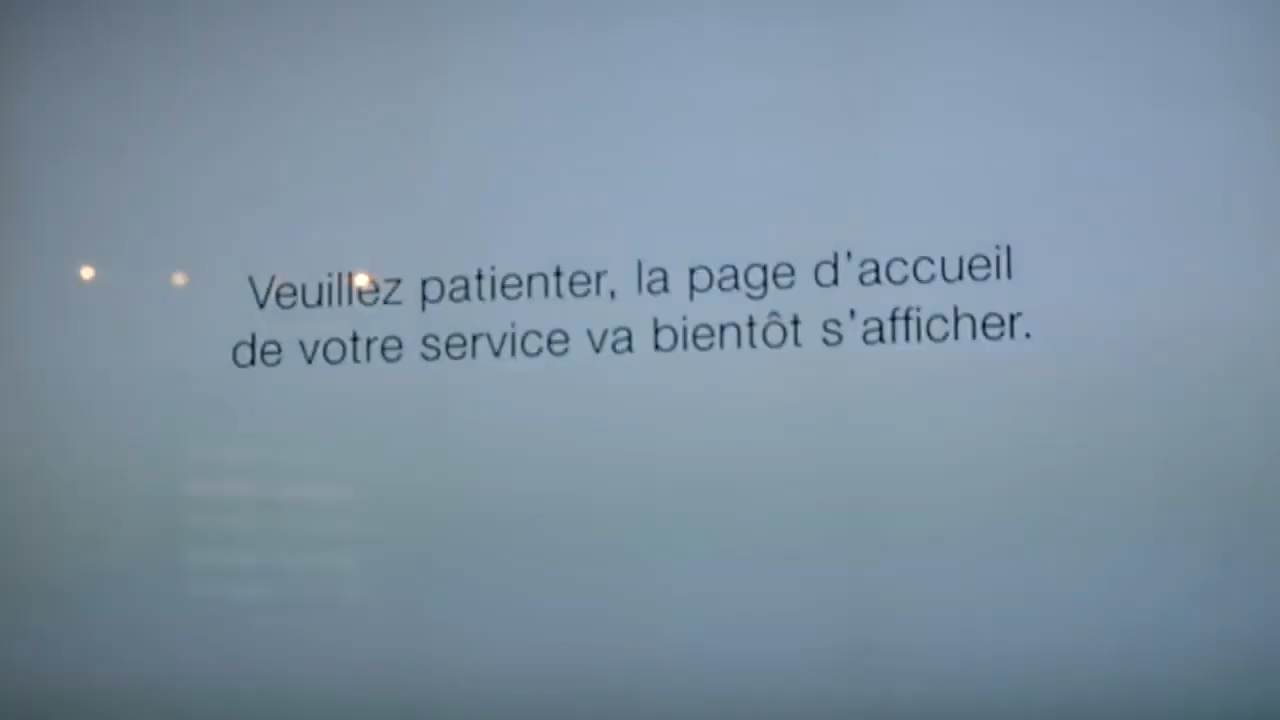 Veuillez patienter, la page d'accueil
de votre service va bientôt s'afficher.